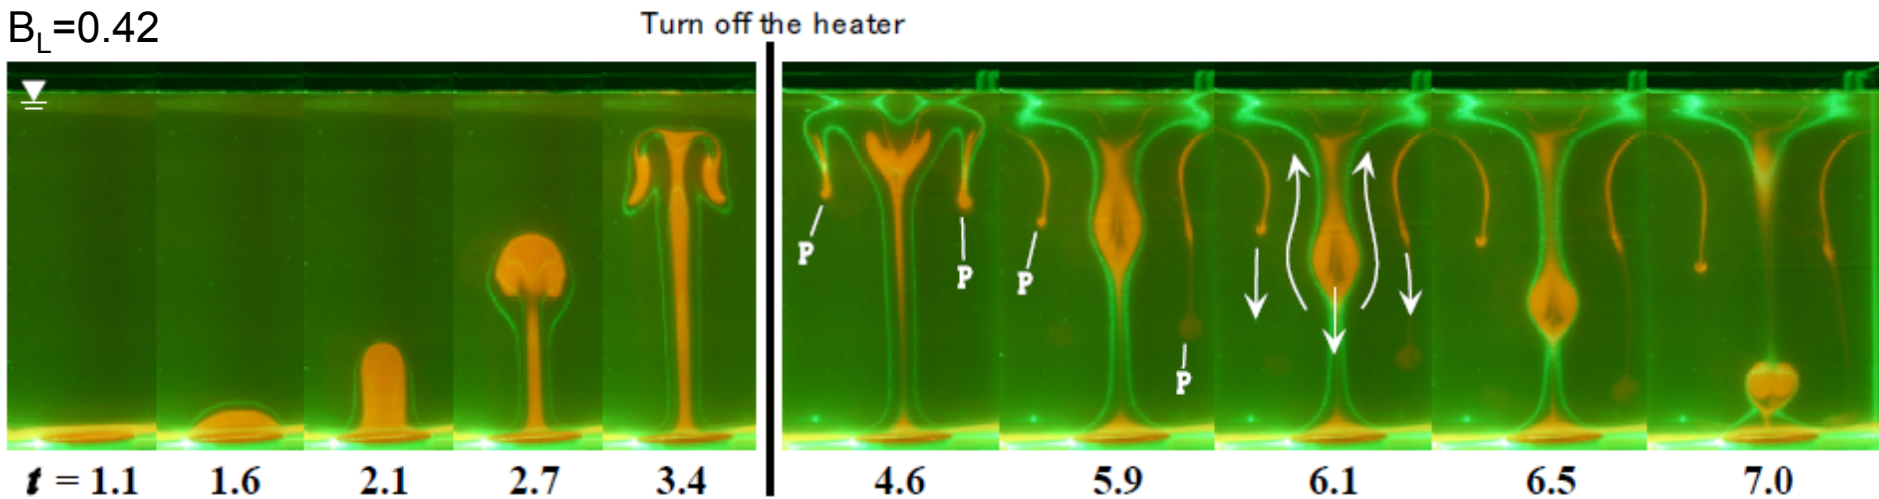 B_L=0.42
Turn off the heater
P
P
P
P
t = 1.1 1.6 2.1 2.7 3.4 4.6 5.9 6.1 6.5 7.0